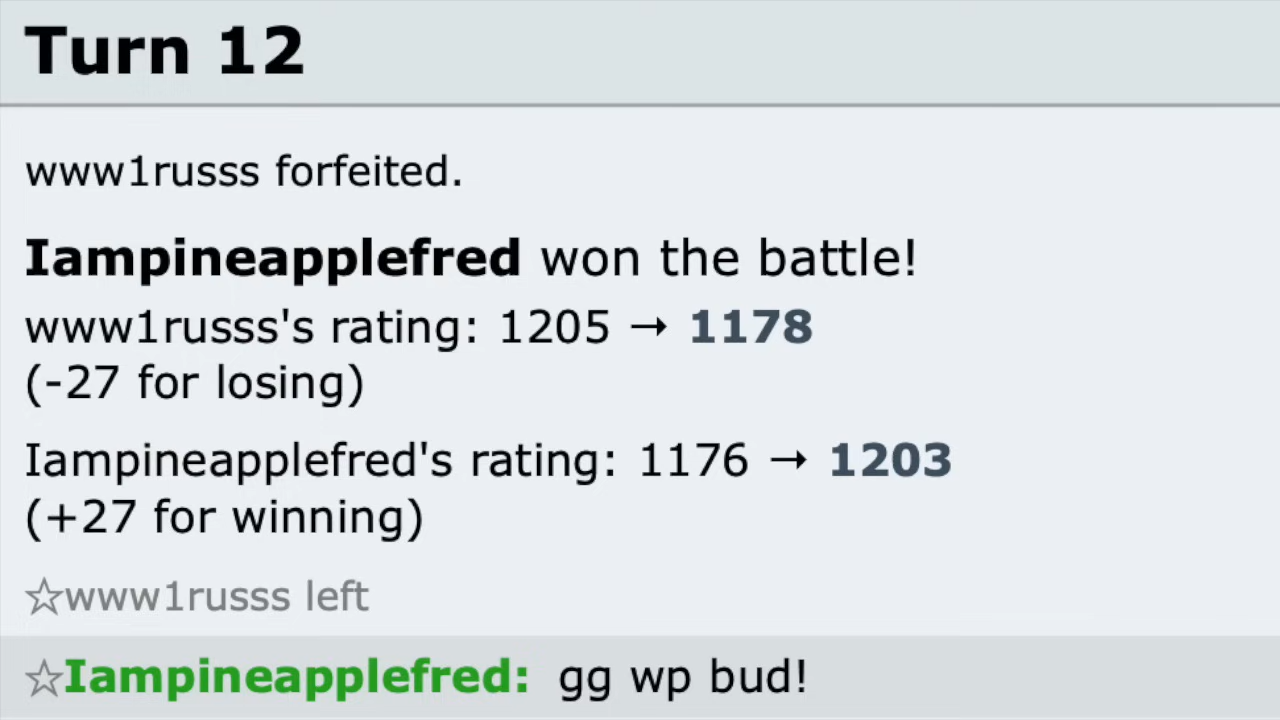 Turn 12
www1russs forfeited.
Iampineapplefred won the battle!
www1russs's rating: 1205 → 1178
(-27 for losing)
Iampineapplefred's rating: 1176 → 1203
(+27 for winning)
☆www1russs left
☆Iampineapplefred: gg wp bud!